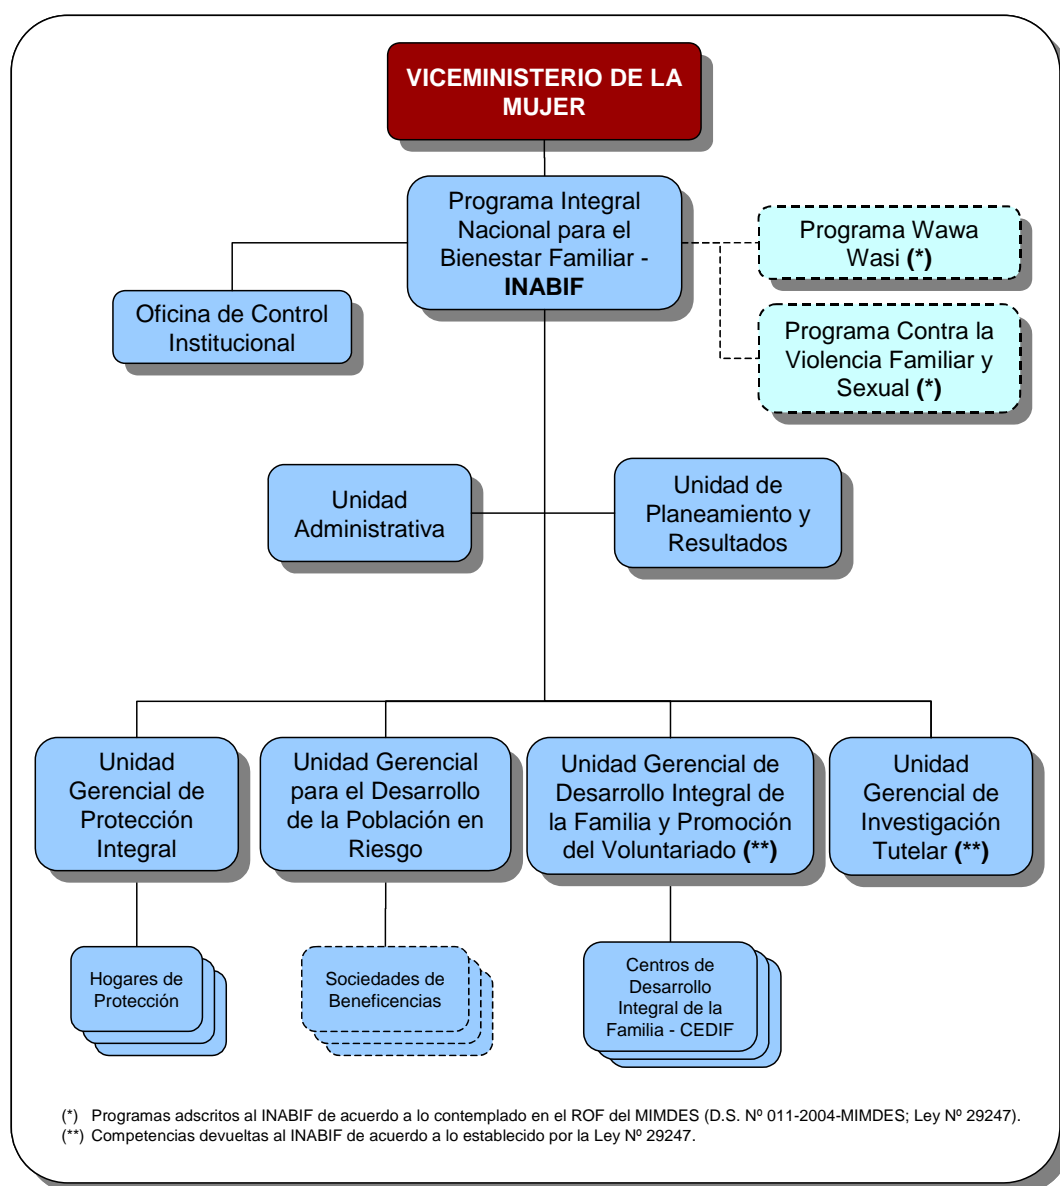 VICEMINISTERIO DE LA
MUJER
Programa Integral
Nacional para el
Bienestar Familiar -
INABIF
Programa Wawa
Wasi (*)
Oficina de Control
Institucional
Programa Contra la
Violencia Familiar y
Sexual (*)
Unidad
Administrativa
Unidad de
Planeamiento y
Resultados
Unidad
Gerencial de
Protección
Integral
Unidad Gerencial
para el Desarrollo
de la Población en
Riesgo
Unidad Gerencial de
Desarrollo Integral de
la Familia y Promoción
del Voluntariado (**)
Unidad
Gerencial de
Investigación
Tutelar (**)
Hogares de
Protección
Sociedades de
Beneficencias
Centros de
Desarrollo
Integral de la
Familia - CEDIF
(*) Programas adscritos al INABIF de acuerdo a lo contemplado en el ROF del MIMDES (D.S. Nº 011-2004-MIMDES; Ley Nº 29247).
(**) Competencias devueltas al INABIF de acuerdo a lo establecido por la Ley Nº 29247.